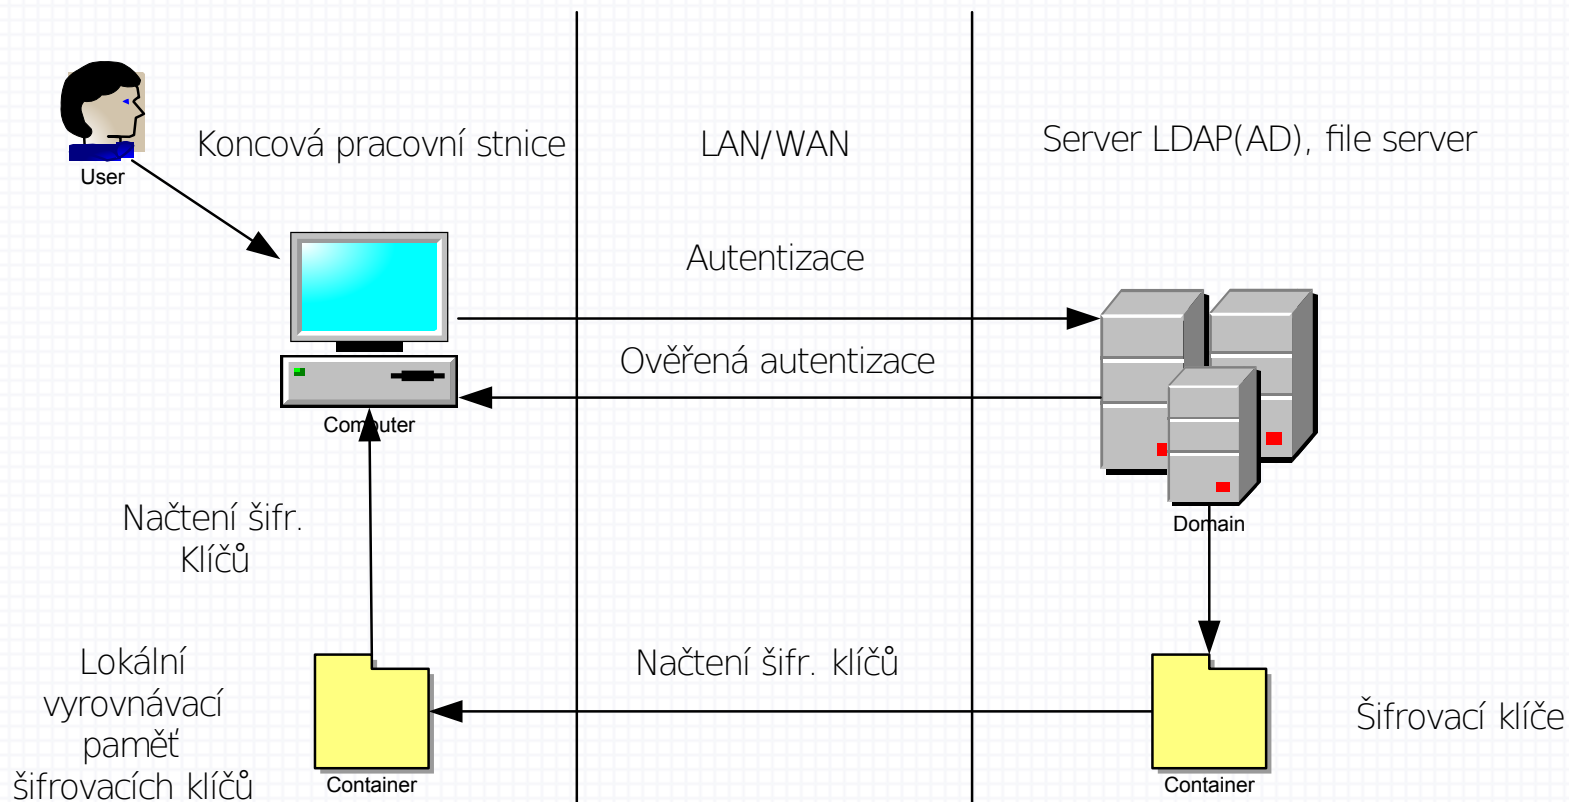 Koncová pracovní stnice
LAN/WAN
Server LDAP(AD), file server
User
Autentizace
Ověřená autentizace
Computer
Domain
Načtení šifr.
Klíčů
Lokální
vyrovnávací
paměť
šifrovacích klíčů
Container
Načtení šifr. klíčů
Container
Šifrovací klíče